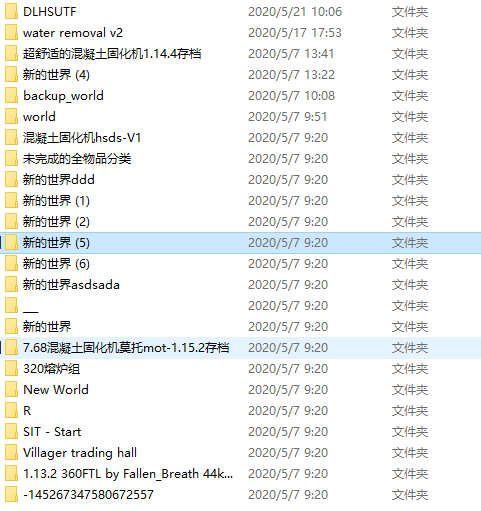 DLHSUTF 2020/5/21 10:06 文件夹
water removal v2 2020/5/17 17:53 文件夹
超舒适的混凝土固化机1.14.4存档 2020/5/7 13:41 文件夹
新的世界 (4) 2020/5/7 13:22 文件夹
backup_world 2020/5/7 10:08 文件夹
world 2020/5/7 9:51 文件夹
混凝土固化机hsds-V1 2020/5/7 9:20 文件夹
未完成的全物品分类 2020/5/7 9:20 文件夹
新的世界ddd 2020/5/7 9:20 文件夹
新的世界 (1) 2020/5/7 9:20 文件夹
新的世界 (2) 2020/5/7 9:20 文件夹
新的世界 (5) 2020/5/7 9:20 文件夹
新的世界 (6) 2020/5/7 9:20 文件夹
新的世界asdsada 2020/5/7 9:20 文件夹
__ 2020/5/7 9:20 文件夹
新的世界 2020/5/7 9:20 文件夹
7.68混凝土固化机莫托mot-1.15.2存档 2020/5/7 9:20 文件夹
320熔炉组 2020/5/7 9:20 文件夹
New World 2020/5/7 9:20 文件夹
R 2020/5/7 9:20 文件夹
SIT - Start 2020/5/7 9:20 文件夹
Villager trading hall 2020/5/7 9:20 文件夹
1.13.2 360FTL by Fallen_Breath 44k... 2020/5/7 9:20 文件夹
-145267347580672557 2020/5/7 9:20 文件夹